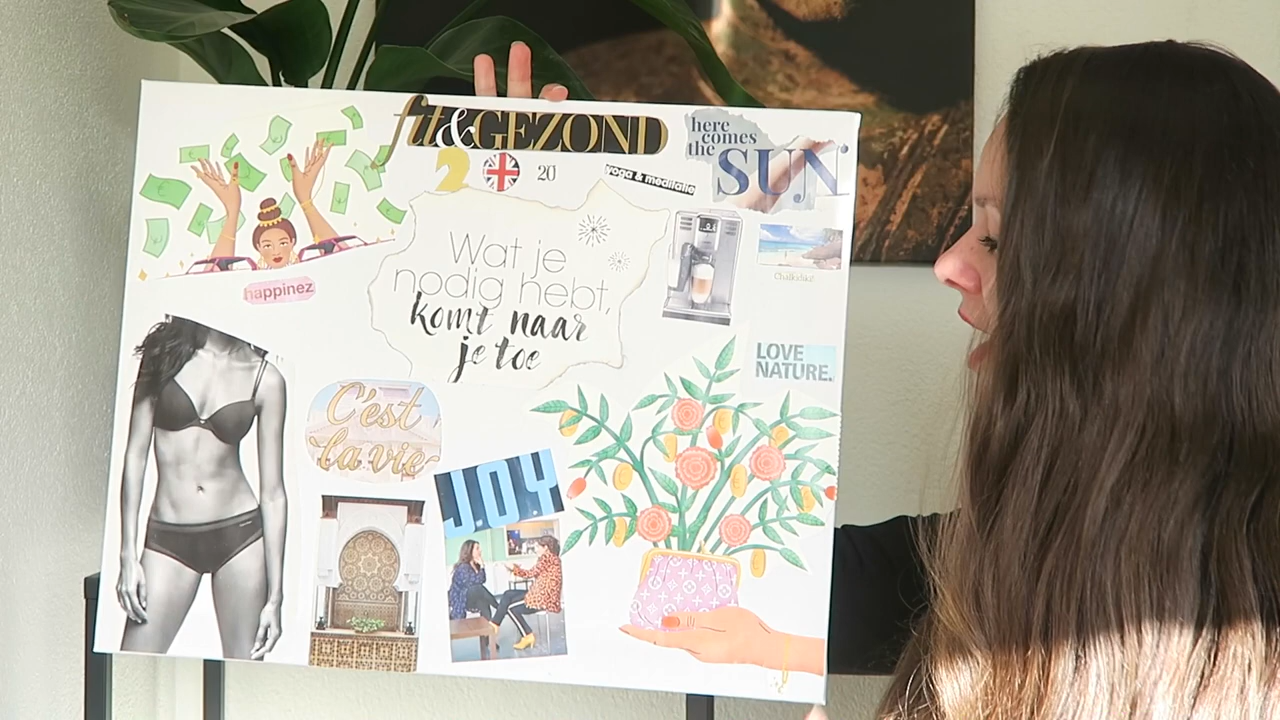 fit&GEZOND
2
20
here
comes
the
SUN
yoga & meditatie
Wat je
nodig hebt,
komt naar
je toe
Chalkidiki
happinez
LOVE
NATURE.
C'est
la vie
J.O.Y